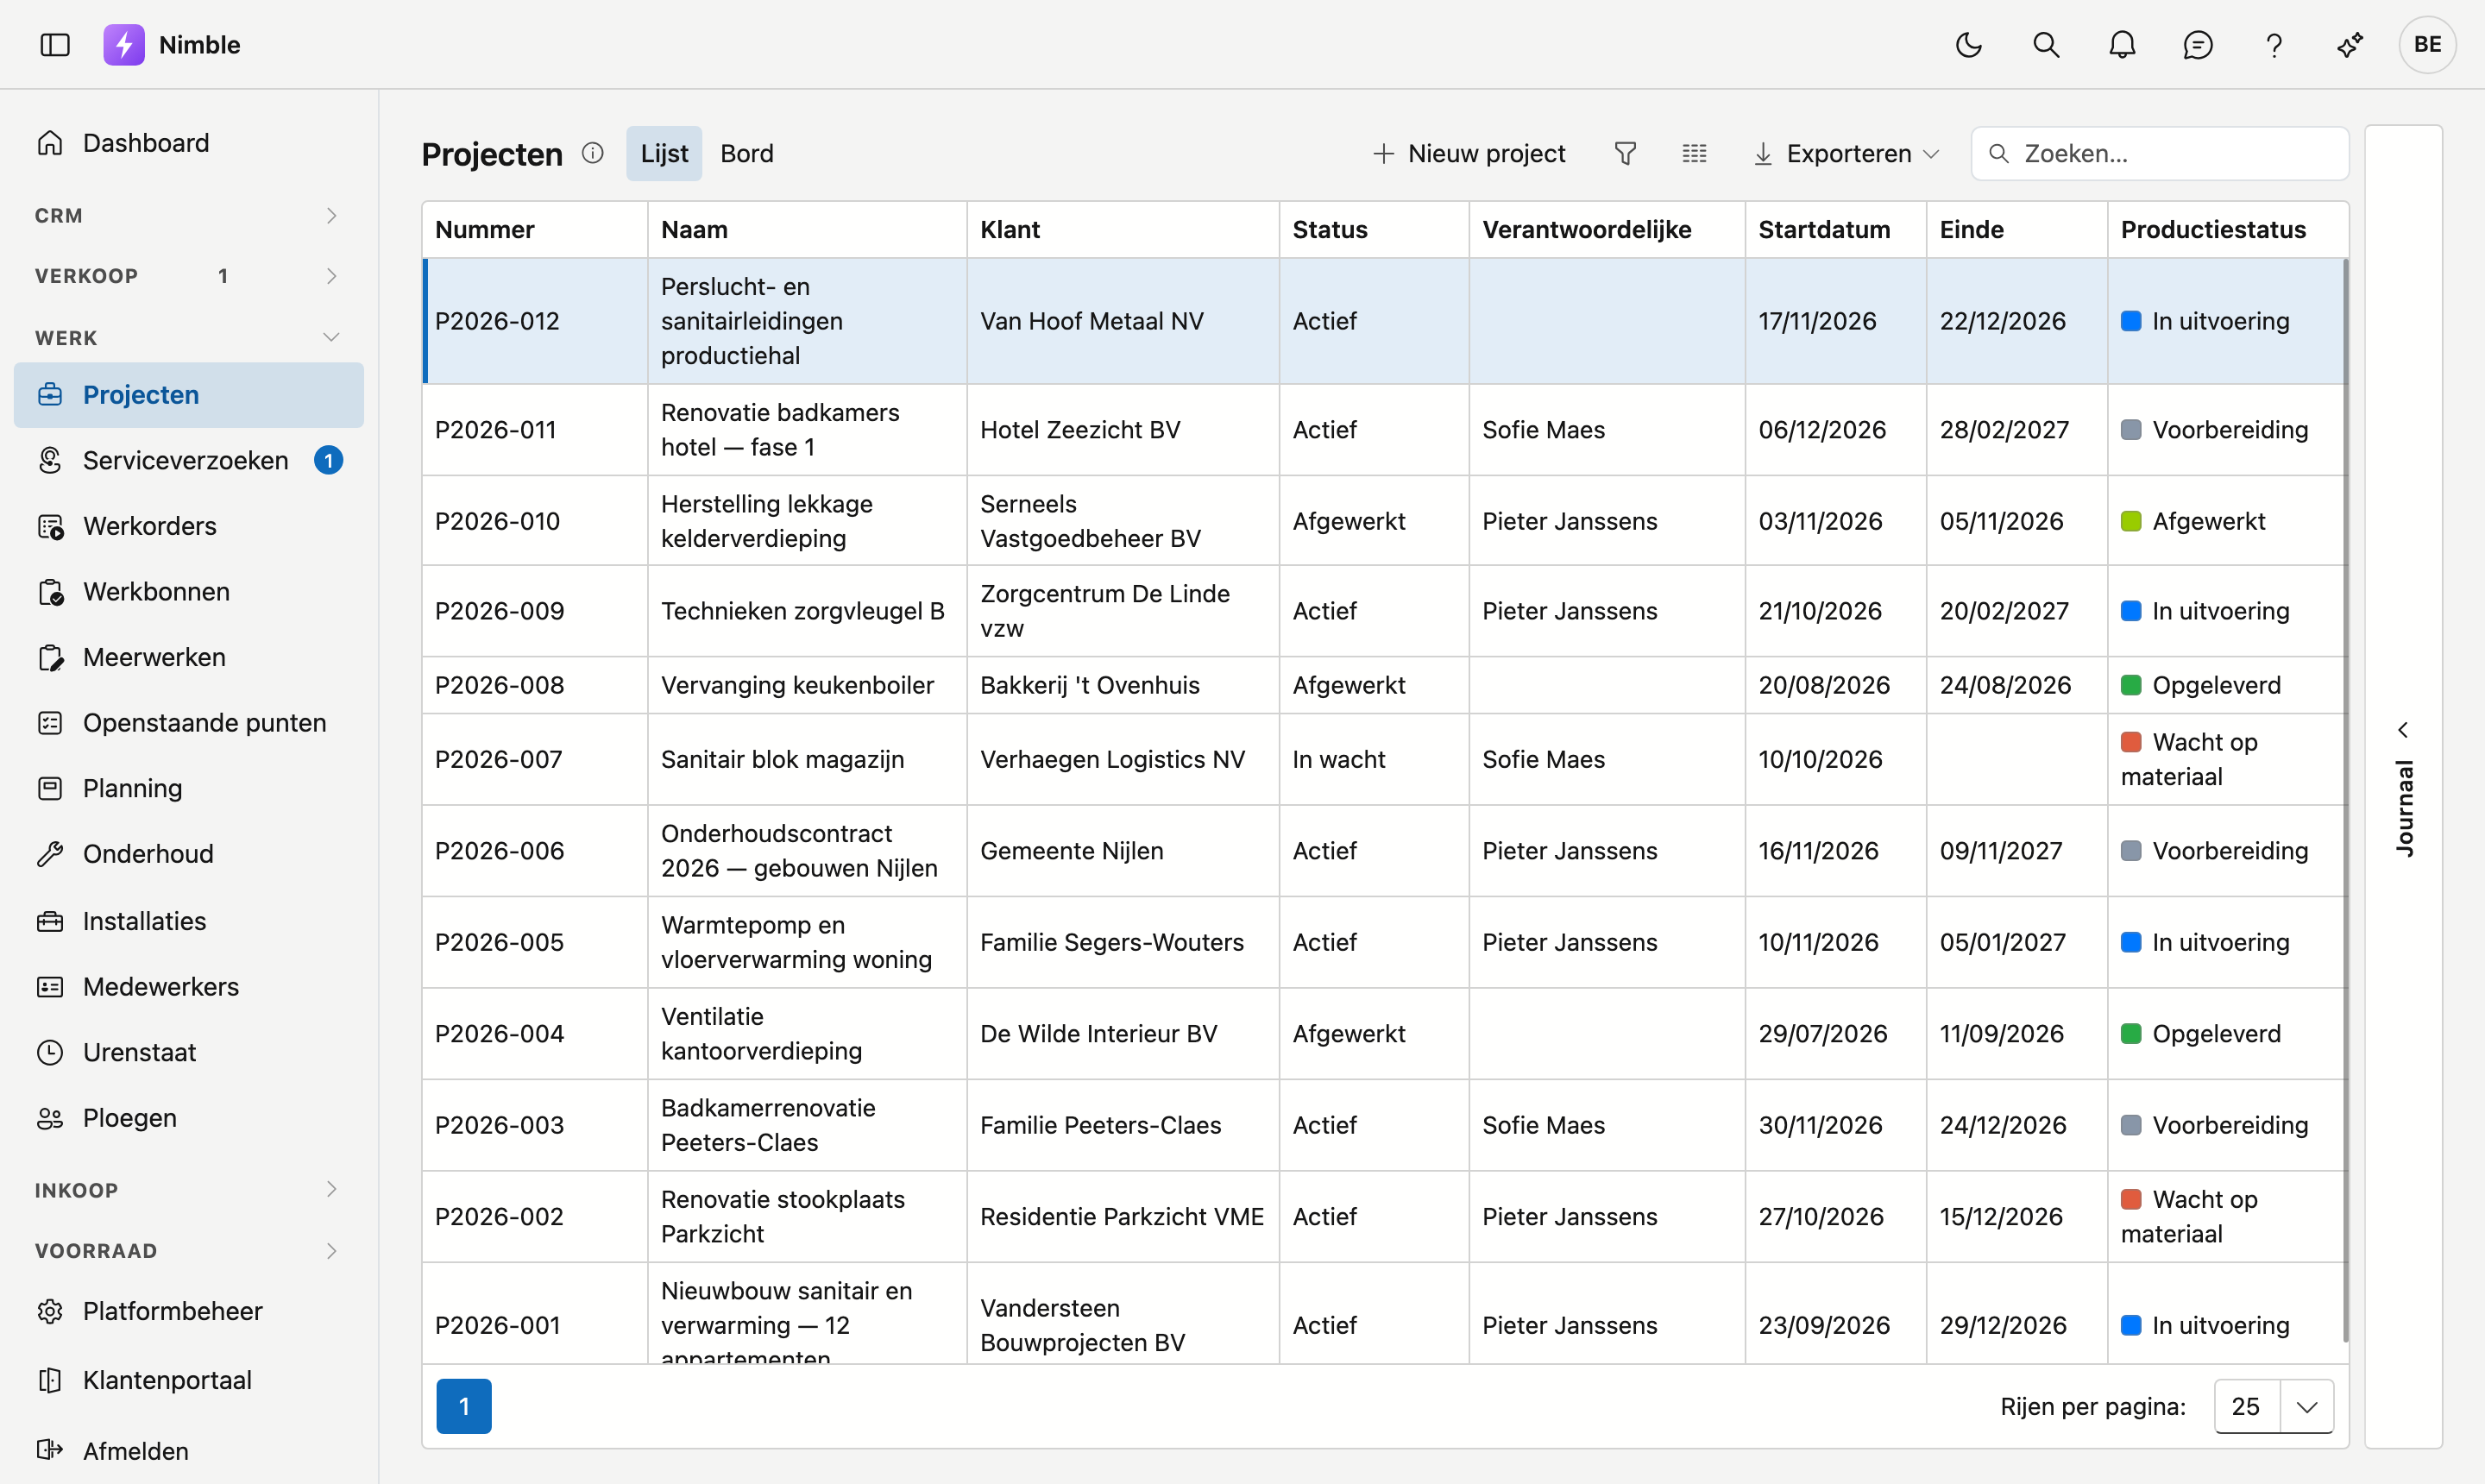 Nimble
BE
Dashboard
CRM
VERKOOP 1
WERK
Projecten
Serviceverzoeken 1
Werkorders
Werkbonnen
Meerwerken
Openstaande punten
Planning
Onderhoud
Installaties
Medewerkers
Urenstaat
Ploegen
INKOOP
VOORRAAD
Platformbeheer
Klantenportaal
Afmelden
Projecten Lijst Bord Nieuw project Exporteren Zoeken...
Nummer Naam Klant Status Verantwoordelijke Startdatum Einde Productiestatus
P2026-012 Perslucht- en
sanitairleidingen
productiehal Van Hoof Metaal NV Actief 17/11/2026 22/12/2026 In uitvoering
P2026-011 Renovatie badkamers
hotel — fase 1 Hotel Zeezicht BV Actief Sofie Maes 06/12/2026 28/02/2027 Voorbereiding
P2026-010 Herstelling lekkage
kelderverdieping Serneels
Vastgoedbeheer BV Afgewerkt Pieter Janssens 03/11/2026 05/11/2026 Afgewerkt
P2026-009 Technieken zorgvleugel B Zorgcentrum De Linde
vzw Actief Pieter Janssens 21/10/2026 20/02/2027 In uitvoering
P2026-008 Vervanging keukenboiler Bakkerij 't Ovenhuis Afgewerkt 20/08/2026 24/08/2026 Opgeleverd
P2026-007 Sanitair blok magazijn Verhaegen Logistics NV In wacht Sofie Maes 10/10/2026 Wacht op
materiaal
P2026-006 Onderhoudscontract
2026 — gebouwen Nijlen Gemeente Nijlen Actief Pieter Janssens 16/11/2026 09/11/2027 Voorbereiding
P2026-005 Warmtepomp en
vloerverwarming woning Familie Segers-Wouters Actief Pieter Janssens 10/11/2026 05/01/2027 In uitvoering
P2026-004 Ventilatie
kantoorverdieping De Wilde Interieur BV Afgewerkt 29/07/2026 11/09/2026 Opgeleverd
P2026-003 Badkamerrenovatie
Peeters-Claes Familie Peeters-Claes Actief Sofie Maes 30/11/2026 24/12/2026 Voorbereiding
P2026-002 Renovatie stookplaats
Parkzicht Residentie Parkzicht VME Actief Pieter Janssens 27/10/2026 15/12/2026 Wacht op
materiaal
P2026-001 Nieuwbouw sanitair en
verwarming — 12
appartementen Vandersteen
Bouwprojecten BV Actief Pieter Janssens 23/09/2026 29/12/2026 In uitvoering
1 Rijen per pagina: 25
Journaal